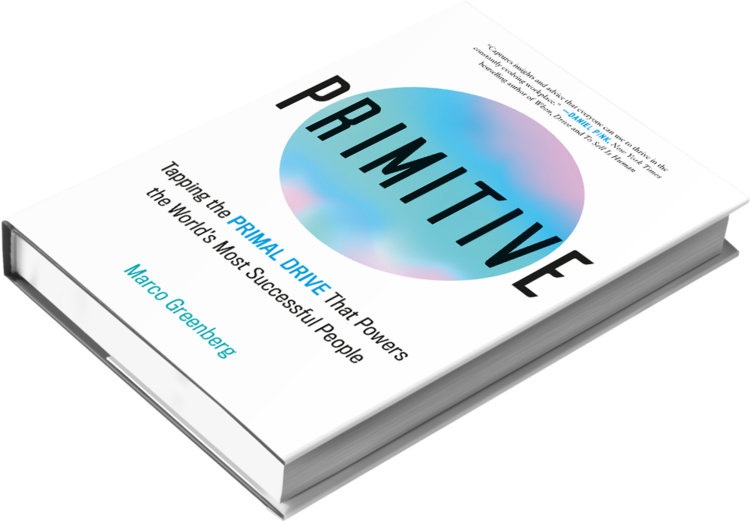 "Captures insights and advice that everyone can use to thrive in the
constantly evolving workplace." —DANIEL PINK, New York Times
bestselling author of When, Drive and To Sell Is Human
PRIMITIVE
Tapping the PRIMAL DRIVE That Powers
the World's Most Successful People
Marco Greenberg